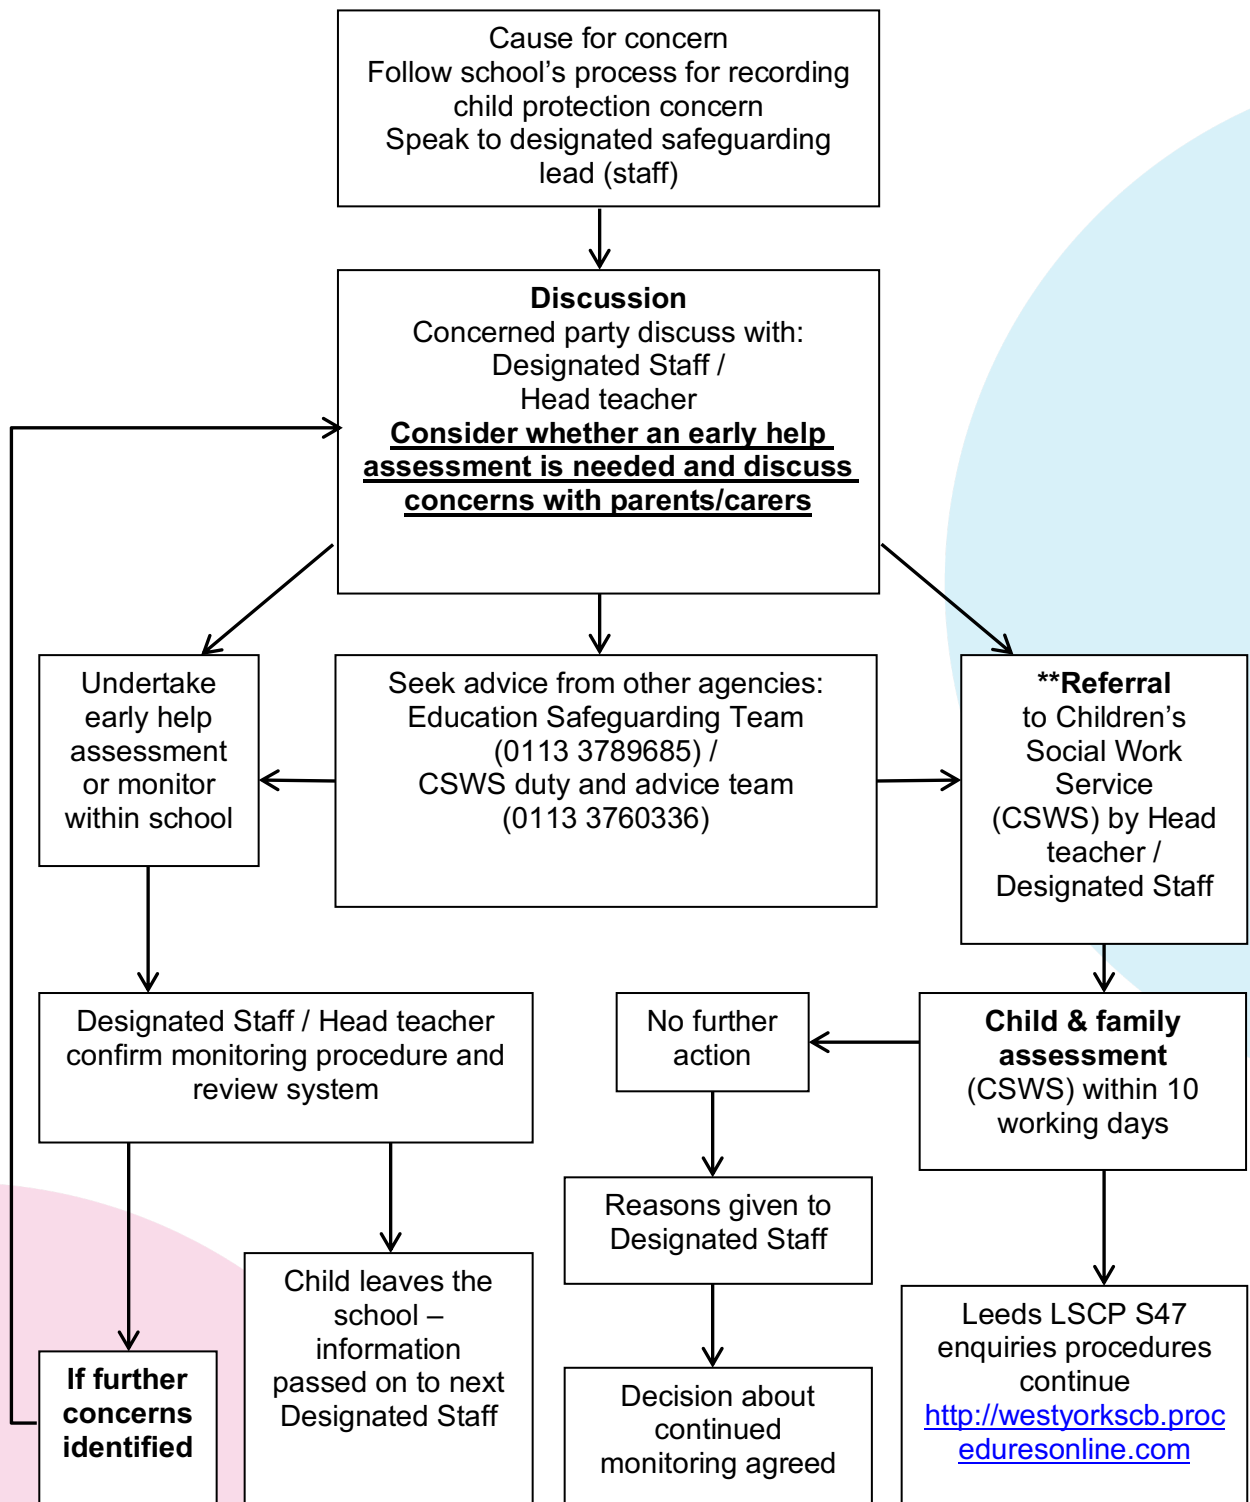 Cause for concern
Follow school’s process for recording
child protection concern
Speak to designated safeguarding
lead (staff)
Discussion
Concerned party discuss with:
Designated Staff /
Head teacher
Consider whether an early help
assessment is needed and discuss
concerns with parents/carers
Undertake
early help
assessment
or monitor
within school
Seek advice from other agencies:
Education Safeguarding Team
(0113 3789685) /
CSWS duty and advice team
(0113 3760336)
**Referral
to Children’s
Social Work
Service
(CSWS) by Head
teacher /
Designated Staff
Designated Staff / Head teacher
confirm monitoring procedure and
review system
No further
action
Child & family
assessment
(CSWS) within 10
working days
Reasons given to
Designated Staff
Child leaves the
school –
information
passed on to next
Designated Staff
If further
concerns
identified
Decision about
continued
monitoring agreed
Leeds LSCP S47
enquiries procedures
continue
http://westyorkscb.proc
eduresonline.com